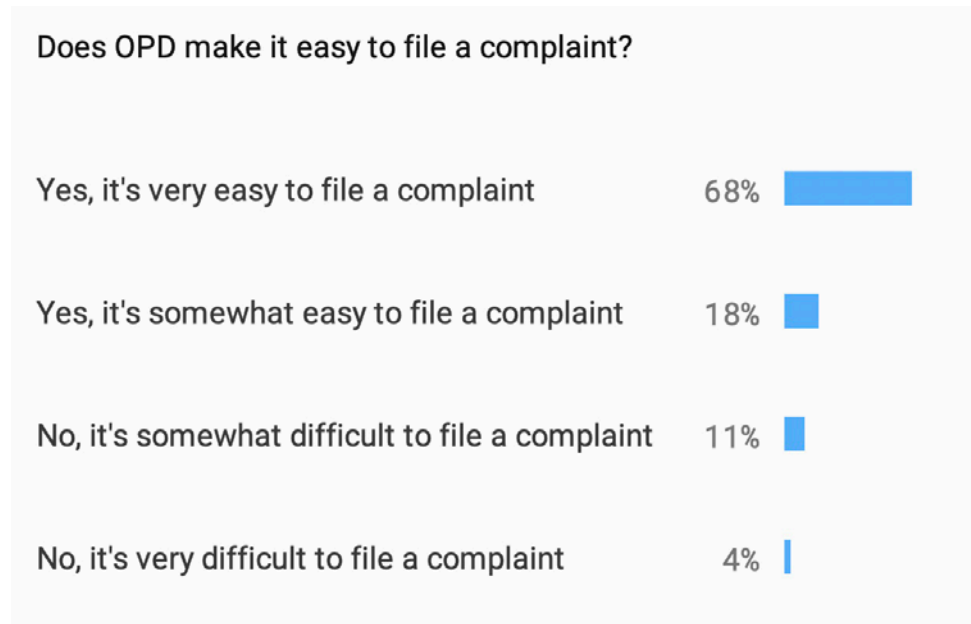 Does OPD make it easy to file a complaint?
Yes, it's very easy to file a complaint 68%
Yes, it's somewhat easy to file a complaint 18%
No, it's somewhat difficult to file a complaint 11%
No, it's very difficult to file a complaint 4%